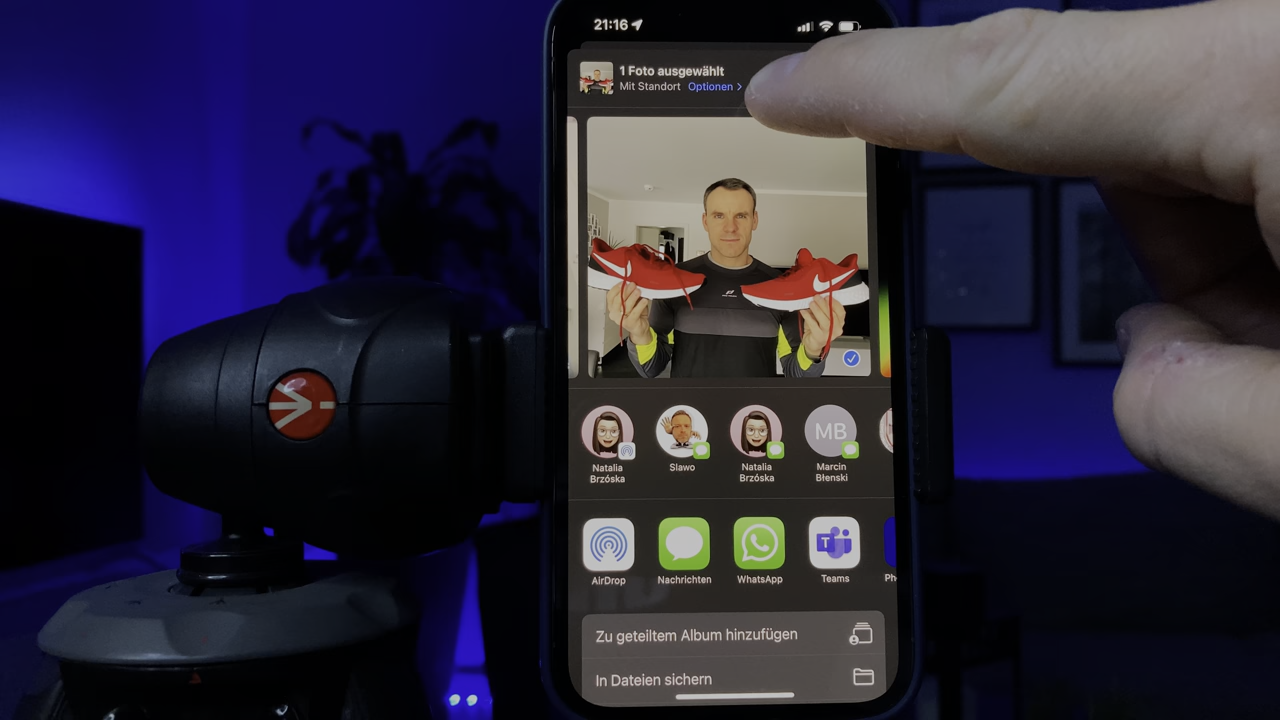 21:16
1 Foto ausgewählt
Mit Standort Optionen >
MB
Natalia
Brzóska
Slawo
Natalia
Brzóska
Marcin
Błenski
AirDrop
Nachrichten
WhatsApp
Teams
Zu geteiltem Album hinzufügen
In Dateien sichern